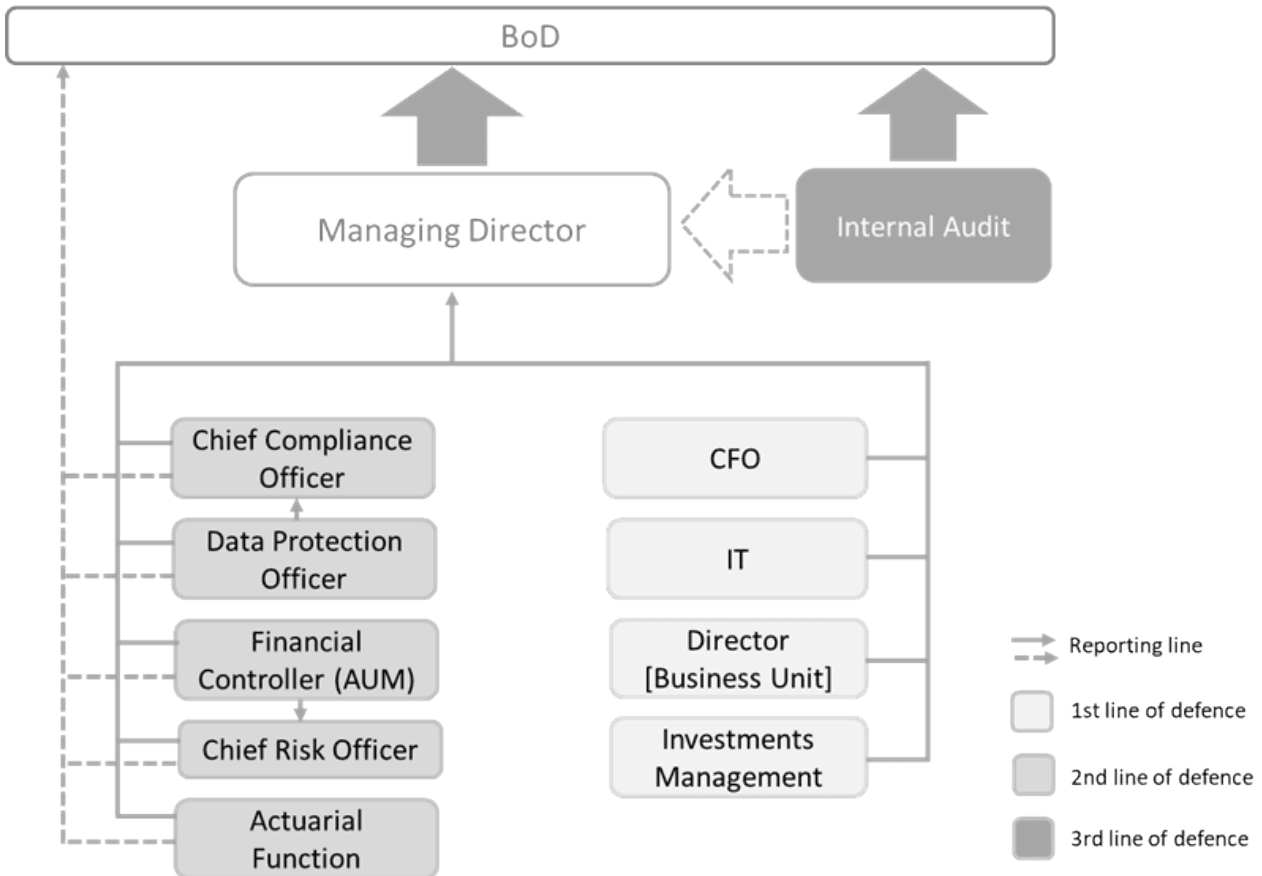 BoD
Managing Director
Internal Audit
Chief Compliance
Officer
Data Protection
Officer
Financial
Controller (AUM)
Chief Risk Officer
Actuarial
Function
CFO
IT
Director
[Business Unit]
Investments
Management
Reporting line
1st line of defence
2nd line of defence
3rd line of defence